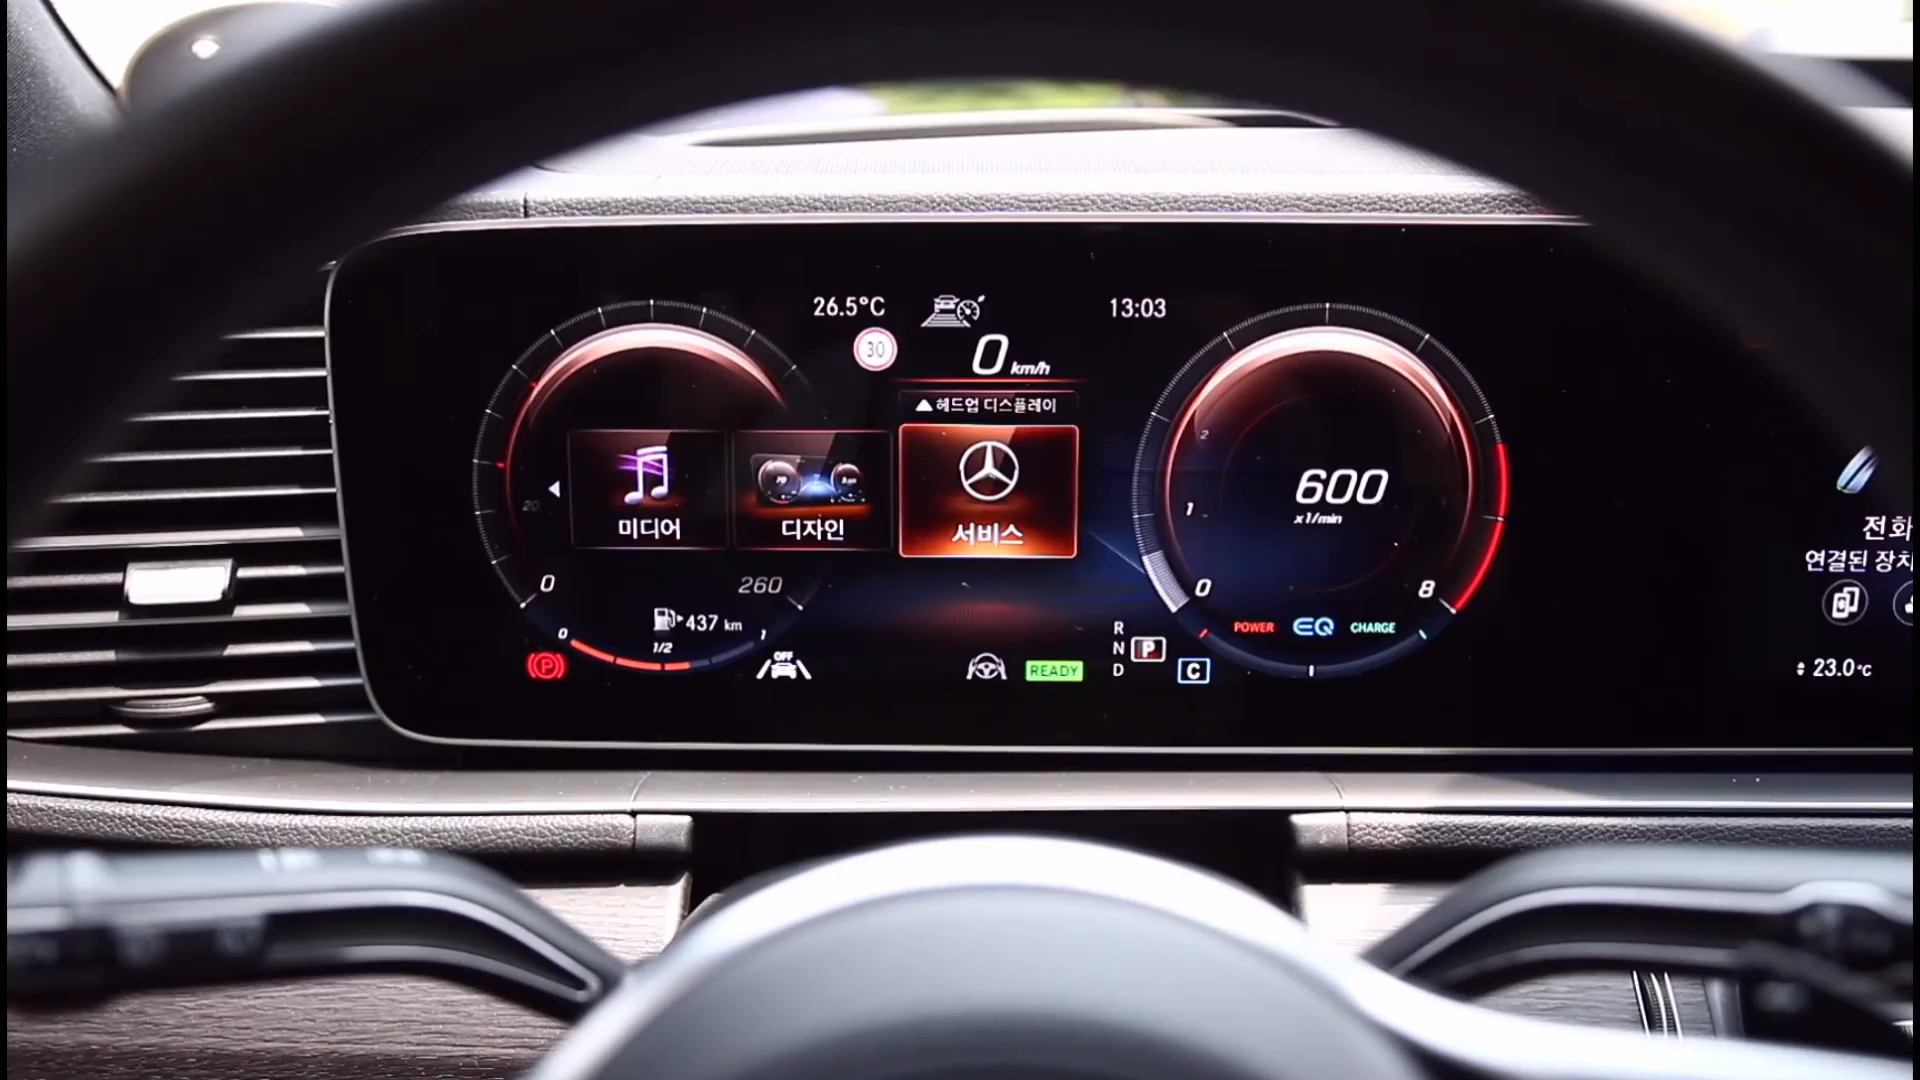 26.5°C
13:03
30
0 km/h
▲헤드업 디스플레이
미디어
디자인
서비스
20
0
260
437 km
0
1/2
1
OFF
READY
R
N
P
D
C
2
1
0
8
600
x1/min
POWER
EQ
CHARGE
전화
연결된 장치
23.0°C